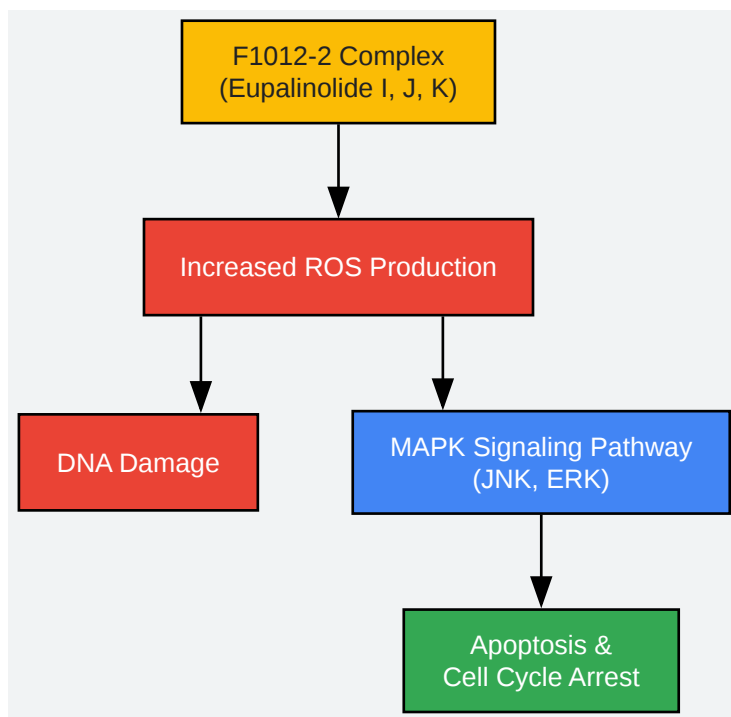 F1012-2 Complex
(Eupalinolide I, J, K)
Increased ROS Production
DNA Damage
MAPK Signaling Pathway
(JNK, ERK)
Apoptosis &
Cell Cycle Arrest